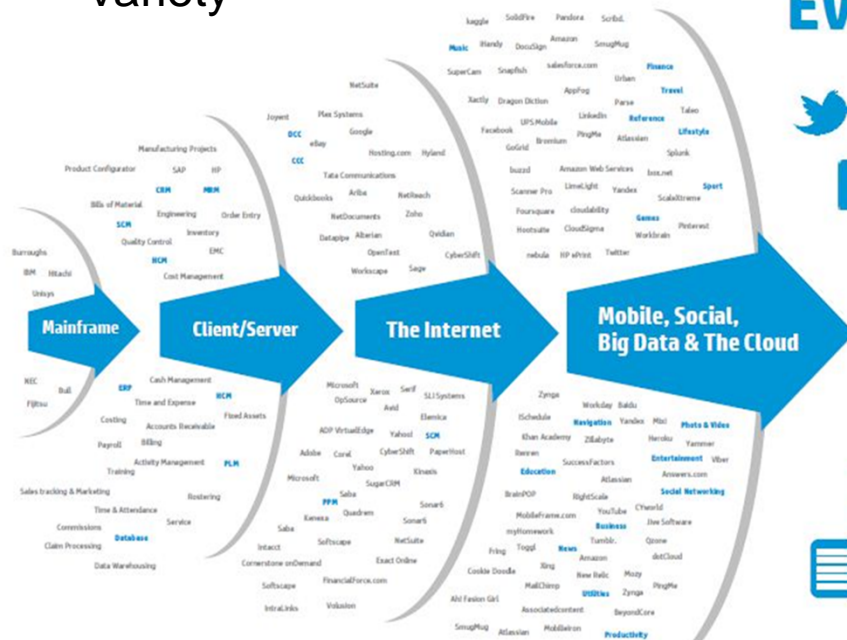 variety
EV
kaggle SolidFire Pandora Scribd.
Music iHandy DocuSign Amazon SmugMug
SuperCam Snapfish salesforce.com Urban Finance
Xactly Dragon Diction AppFog Parse Travel
Facebook UPS Mobile LinkedIn Reference Taleo
GoGrid Bromium PingMe Atlassian Lifestyle
Splunk
buzzd Amazon Web Services box.net
Scanner Pro LimeLight Yandex ScaleXtreme Sport
Foursquare cloudability Games
Hootsuite CloudSigma Workbrain Pinterest
nebula HP ePrint Twitter
NetSuite
Joyent Plex Systems
DCC eBay Google
CCC Hosting.com Hyland
Tata Communications
Quickbooks Ariba NetReach
NetDocuments Zoho
Datapipe Alterian Qvidian
OpenText CyberShift
Workscape Sage
Manufacturing Projects
Product Configurator SAP HP
CRM MRM
Bills of Material Engineering Order Entry
SCM Inventory
Quality Control EMC
HCM
Cost Management
Burroughs
IBM Hitachi
Unisys
Mainframe
Client/Server
The Internet
Mobile, Social,
Big Data & The Cloud
NEC Bull
Fijitsu
ERP Cash Management
Time and Expense HCM
Costing Accounts Receivable Fixed Assets
Payroll Billing
Activity Management PLM
Training
Sales tracking & Marketing Rostering
Time & Attendance
Commissions Service
Claim Processing Database
Data Warehousing
Microsoft Xerox Serif
OpSource Avid SLI Systems
Elemica
ADP VirtualEdge Yahoo! SCM
Adobe Corel CyberShift PaperHost
Yahoo
Microsoft SugarCRM Kinaxis
Saba
PPM
Kenexa Quadrem Sonar6
Saba Sonar6
Intacct Softscape NetSuite
Cornerstone onDemand Exact Online
Softscape FinancialForce.com
IntraLinks Volusion
Zynga
Workday Baidu
iSchedule Navigation Yandex Mixi Photo & Video
Khan Academy Zillabyte Heroku Yammer
Renren
Education SuccessFactors Entertainment Viber
Atlassian Answers.com
BrainPOP RightScale Social Networking
MobileFrame.com YouTube CYworld
myHomework Business Jive Software
Fring Toggl News Tumblr. Qzone
Cookie Doodle Xing Amazon dotCloud
MailChimp New Relic Mozy
Ah! Fasion Girl Utilities Zynga PingMe
Associatedcontent BeyondCore
SmugMug Atlassian MobileIron
Productivity